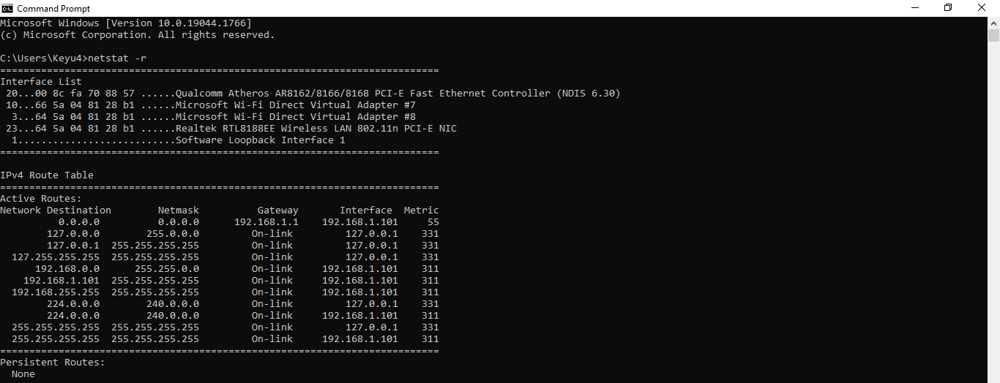 Command Prompt
Microsoft Windows [Version 10.0.19044.1766]
(c) Microsoft Corporation. All rights reserved.
C:\Users\Keyu4>netstat -r
===========================================================================
Interface List
 20...00 8c fa 70 88 57 ......Qualcomm Atheros AR8162/8166/8168 PCI-E Fast Ethernet Controller (NDIS 6.30)
 10...66 5a 04 81 28 b1 ......Microsoft Wi-Fi Direct Virtual Adapter #7
  3...64 5a 04 81 28 b1 ......Microsoft Wi-Fi Direct Virtual Adapter #8
 23...64 5a 04 81 28 b1 ......Realtek RTL8188EE Wireless LAN 802.11n PCI-E NIC
  1...........................Software Loopback Interface 1
===========================================================================
IPv4 Route Table
===========================================================================
Active Routes:
Network Destination        Netmask          Gateway       Interface  Metric
          0.0.0.0          0.0.0.0      192.168.1.1    192.168.1.101     55
        127.0.0.0        255.0.0.0         On-link         127.0.0.1    331
        127.0.0.1  255.255.255.255         On-link         127.0.0.1    331
  127.255.255.255  255.255.255.255         On-link         127.0.0.1    331
      192.168.0.0      255.255.0.0         On-link     192.168.1.101    311
    192.168.1.101  255.255.255.255         On-link     192.168.1.101    311
  192.168.255.255  255.255.255.255         On-link     192.168.1.101    311
        224.0.0.0        240.0.0.0         On-link         127.0.0.1    331
        224.0.0.0        240.0.0.0         On-link     192.168.1.101    311
  255.255.255.255  255.255.255.255         On-link         127.0.0.1    331
  255.255.255.255  255.255.255.255         On-link     192.168.1.101    311
===========================================================================
Persistent Routes:
  None